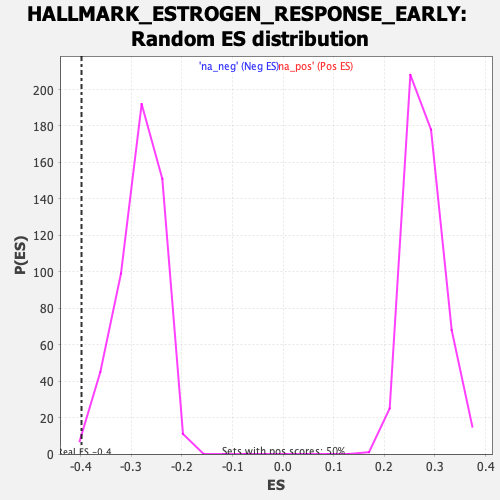 HALLMARK_ESTROGEN_RESPONSE_EARLY:
Random ES distribution
'na_neg' (Neg ES)na_pos' (Pos ES)
P(ES)
200
180
160
140
120
100
80
60
40
20
0
Real ES -0.4
Sets with pos scores: 50%
-0.4 -0.3 -0.2 -0.1 0.0 0.1 0.2 0.3 0.4
ES